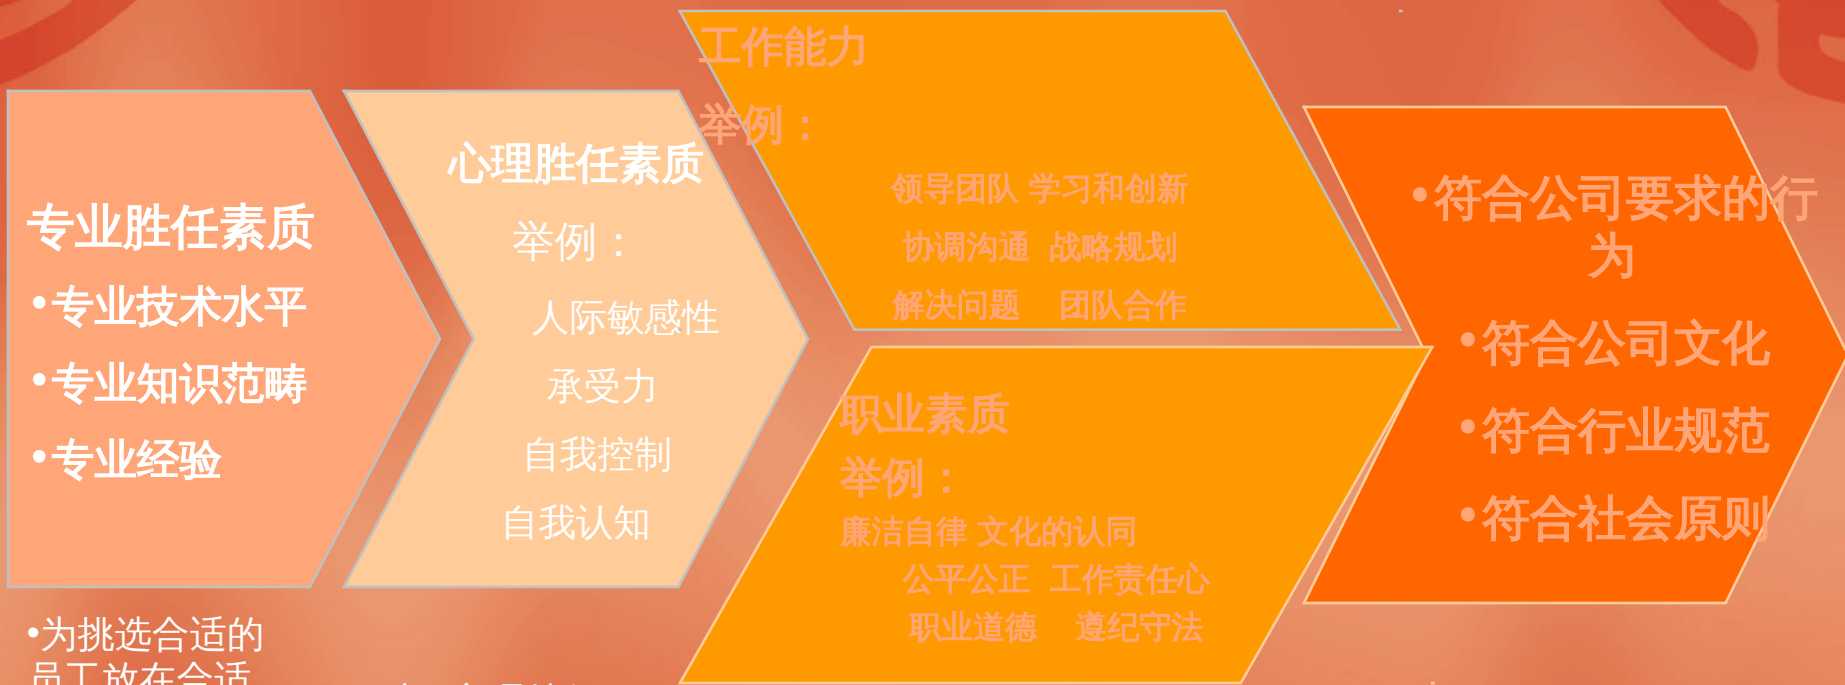 专业胜任素质
•专业技术水平
•专业知识范畴
•专业经验
心理胜任素质
举例：
人际敏感性
承受力
自我控制
自我认知
工作能力
举例：
领导团队 学习和创新
协调沟通 战略规划
解决问题 团队合作
职业素质
举例：
廉洁自律 文化的认同
公平公正 工作责任心
职业道德 遵纪守法
•符合公司要求的行
为
•符合公司文化
•符合行业规范
•符合社会原则
•为挑选合适的
员工放在合适